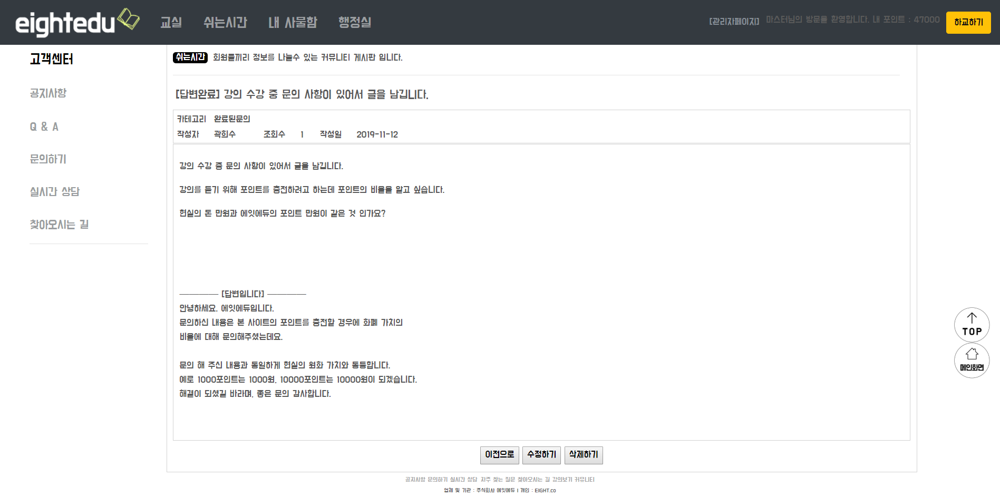 eightedu
교실 쉬는시간 내 사물함 행정실
[관리자페이지] 마스터님의 방문을 환영합니다. 내 포인트 : 47000 하교하기
고객센터
공지사항
Q & A
문의하기
실시간 상담
찾아오시는 길
쉬는시간 회원들끼리 정보를 나눌수 있는 커뮤니티 게시판 입니다.
[답변완료] 강의 수강 중 문의 사항이 있어서 글을 남깁니다.
카테고리 완료된문의
작성자 곽희수 조회수 1 작성일 2019-11-12
강의 수강 중 문의 사항이 있어서 글을 남깁니다.
강의를 듣기 위해 포인트를 충전하려고 하는데 포인트의 비율을 알고 싶습니다.
현실의 돈 만원과 에잇에듀의 포인트 만원이 같은 것 인가요?
---------- [답변입니다] ----------
안녕하세요. 에잇에듀입니다.
문의하신 내용은 본 사이트의 포인트를 충전할 경우에 화폐 가치의
비율에 대해 문의해주셨는데요.
문의 해 주신 내용과 동일하게 현실의 원화 가치와 동등합니다.
예로 1000포인트는 1000원, 10000포인트는 10000원이 되겠습니다.
해결이 되셨길 바라며, 좋은 문의 감사합니다.
TOP
메인화면
이전으로 수정하기 삭제하기
공지사항 문의하기 실시간 상담 자주 찾는 질문 찾아오시는 길 강의보기 커뮤니티
업체 및 기관 : 주식회사 에잇에듀 | 개인 : EIGHT.co